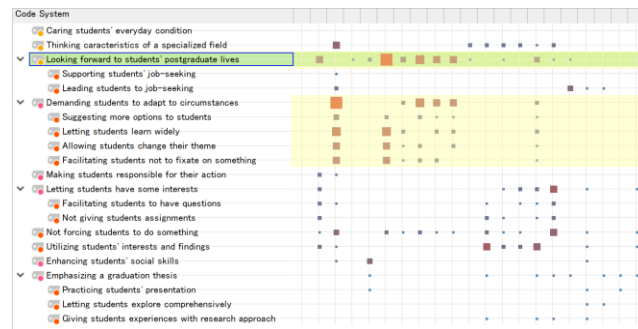 Code System
Caring students' everyday condition
Thinking caracteristics of a specialized field
Looking forward to students' postgraduate lives
Supporting students' job-seeking
Leading students to job-seeking
Demanding students to adapt to circumstances
Suggesting more options to students
Letting students learn widely
Allowing students change their theme
Facilitating students not to fixate on something
Making students responsible for their action
Letting students have some interests
Facilitating students to have questions
Not giving students assignments
Not forcing students to do something
Utilizing students' interests and findings
Enhancing students' social skills
Emphasizing a graduation thesis
Practicing students' presentation
Letting students explore comprehensively
Giving students experiences with research approach